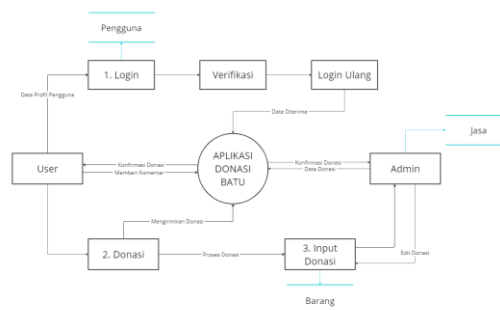 Pengguna
1. Login
Verifikasi
Login Ulang
Data Profil Pengguna
Data Diterima
Jasa
User
Konfirmasi Donasi
Memberi Komentar
APLIKASI
DONASI
BATU
Konfirmasi Donasi
Data Donasi
Admin
Mengirimkan Donasi
2. Donasi
Proses Donasi
3. Input
Donasi
Edit Donasi
Barang